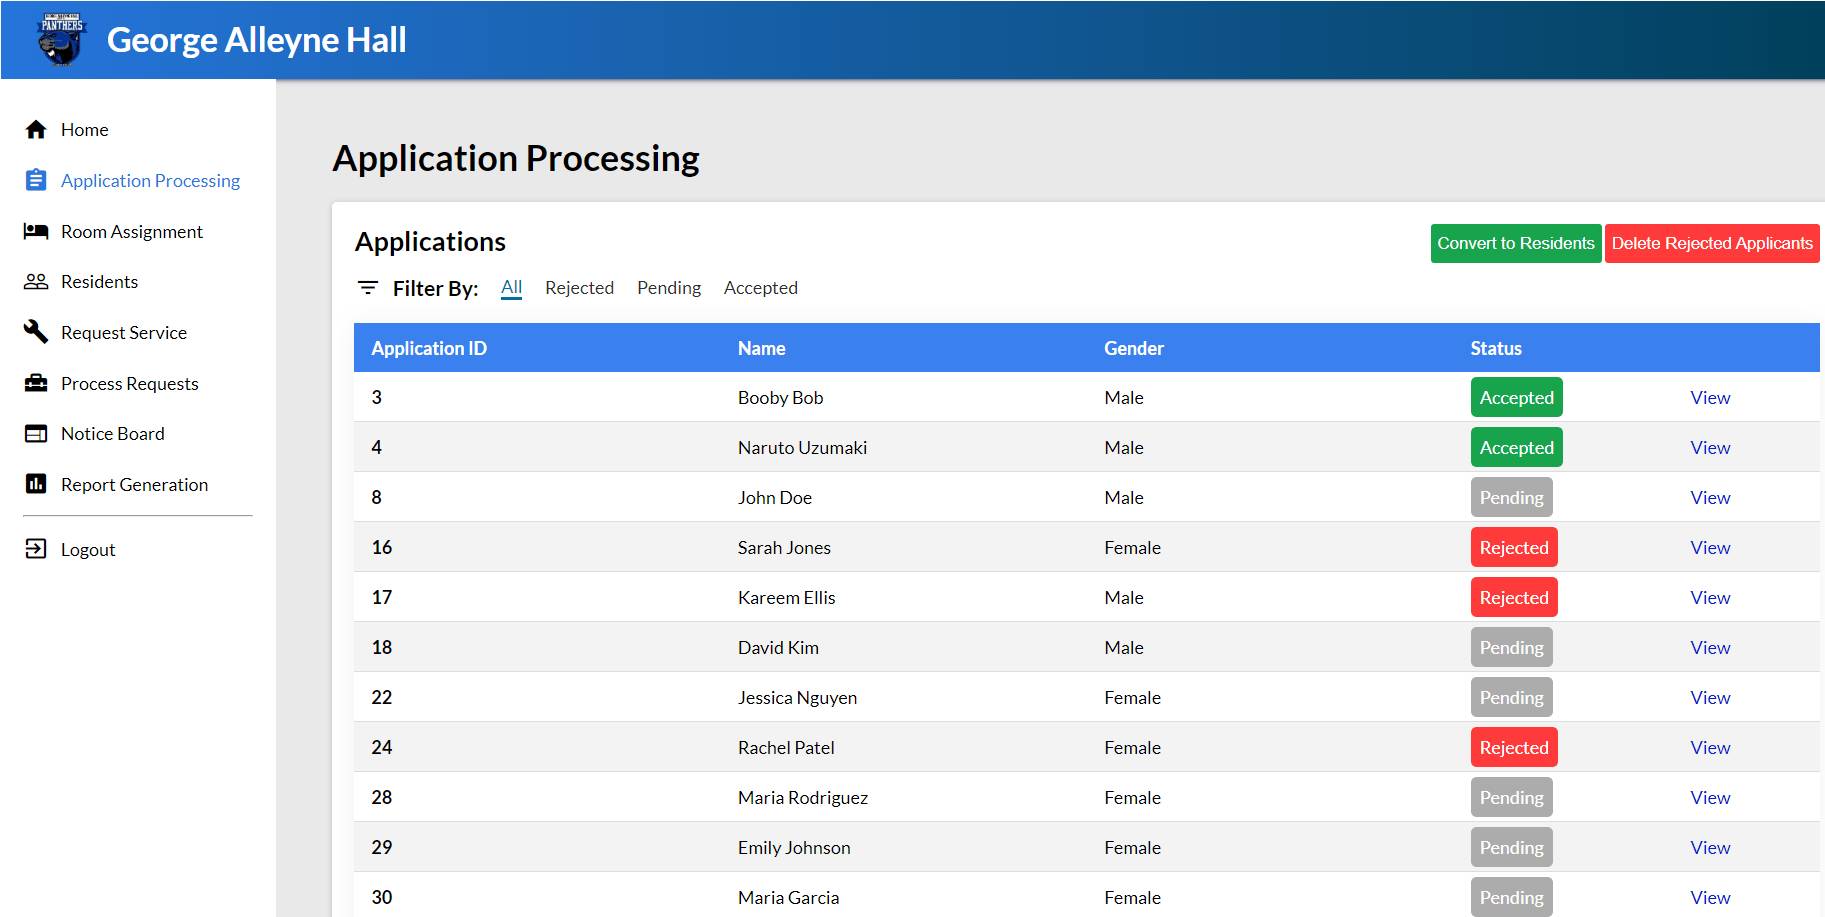 PANTHERS
George Alleyne Hall
Home
Application Processing
Room Assignment
Residents
Request Service
Process Requests
Notice Board
Report Generation
Logout
Application Processing
Applications
Convert to Residents Delete Rejected Applicants
Filter By: All Rejected Pending Accepted
Application ID Name Gender Status
3 Booby Bob Male Accepted View
4 Naruto Uzumaki Male Accepted View
8 John Doe Male Pending View
16 Sarah Jones Female Rejected View
17 Kareem Ellis Male Rejected View
18 David Kim Male Pending View
22 Jessica Nguyen Female Pending View
24 Rachel Patel Female Rejected View
28 Maria Rodriguez Female Pending View
29 Emily Johnson Female Pending View
30 Maria Garcia Female Pending View